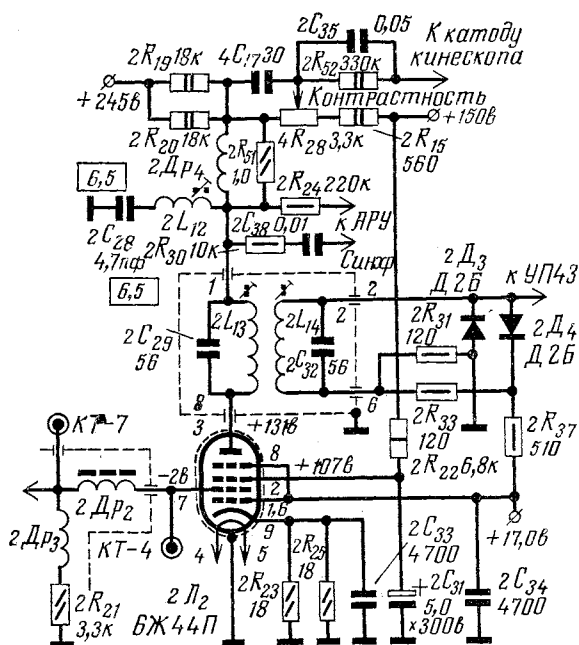 2C35 0,05
2R19 18к 4C17 30 2R52 330к К катоду
кинескопа
+245в Контрастность
+150в
2R20 18к 2R51 4R28 3,3к 2R15
2Др4 1,0 560
6,5 2R24 220к
2L12 2C38 0,01 к АРУ
2C28 2R30 10к
4,7пф Синхр
6,5 2Д3 к УП43
1 2 Д2Б
2L13 2L14 2 2R31 2Д4
2C29 120 Д2Б
56 2C32 56
8 6
3 +131в 2R33 2R37
КТ-7 120 510
8 +107в 2R22 6,8к
-2в 2
2Др2 7 1,6
9 +17,0в
2Др3 КТ-4 4 5 2R25 2C33
18 4700
2R21 2Л2 2R23 +2C31 2C34
3,3к 6Ж44П 18 5,0 4700
×300в